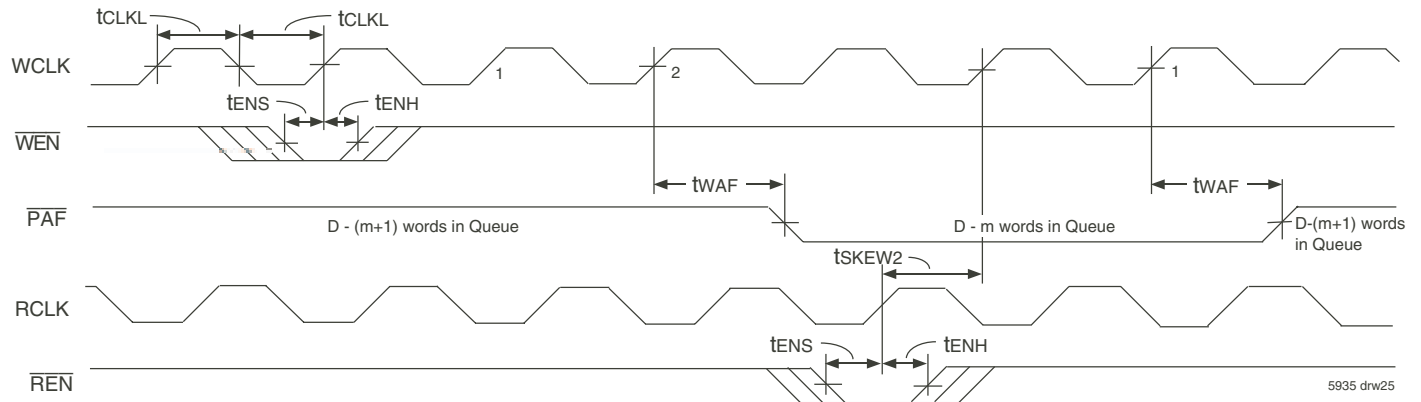 tCLKL tCLKL
WCLK 1 2 1
tENS tENH
WEN
tWAF tWAF
PAF D - (m+1) words in Queue D - m words in Queue D-(m+1) words
in Queue
tSKEW2
RCLK
tENS tENH
REN
5935 drw25